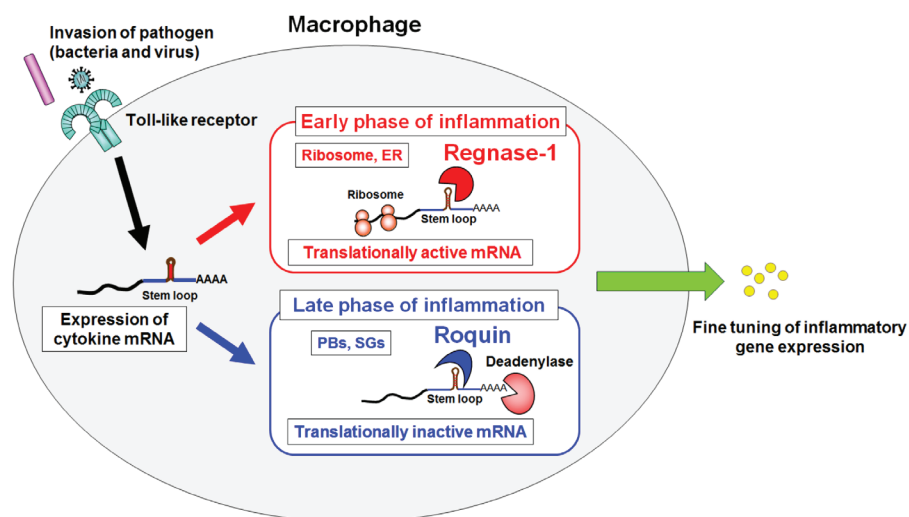 Macrophage
Invasion of pathogen
(bacteria and virus)
Toll-like receptor
Early phase of inflammation
Ribosome, ER
Regnase-1
Ribosome
AAAA
Stem loop
Translationally active mRNA
AAAA
Stem loop
Expression of
cytokine mRNA
Late phase of inflammation
PBs, SGs
Roquin
Deadenylase
AAAA
Stem loop
Translationally inactive mRNA
Fine tuning of inflammatory
gene expression